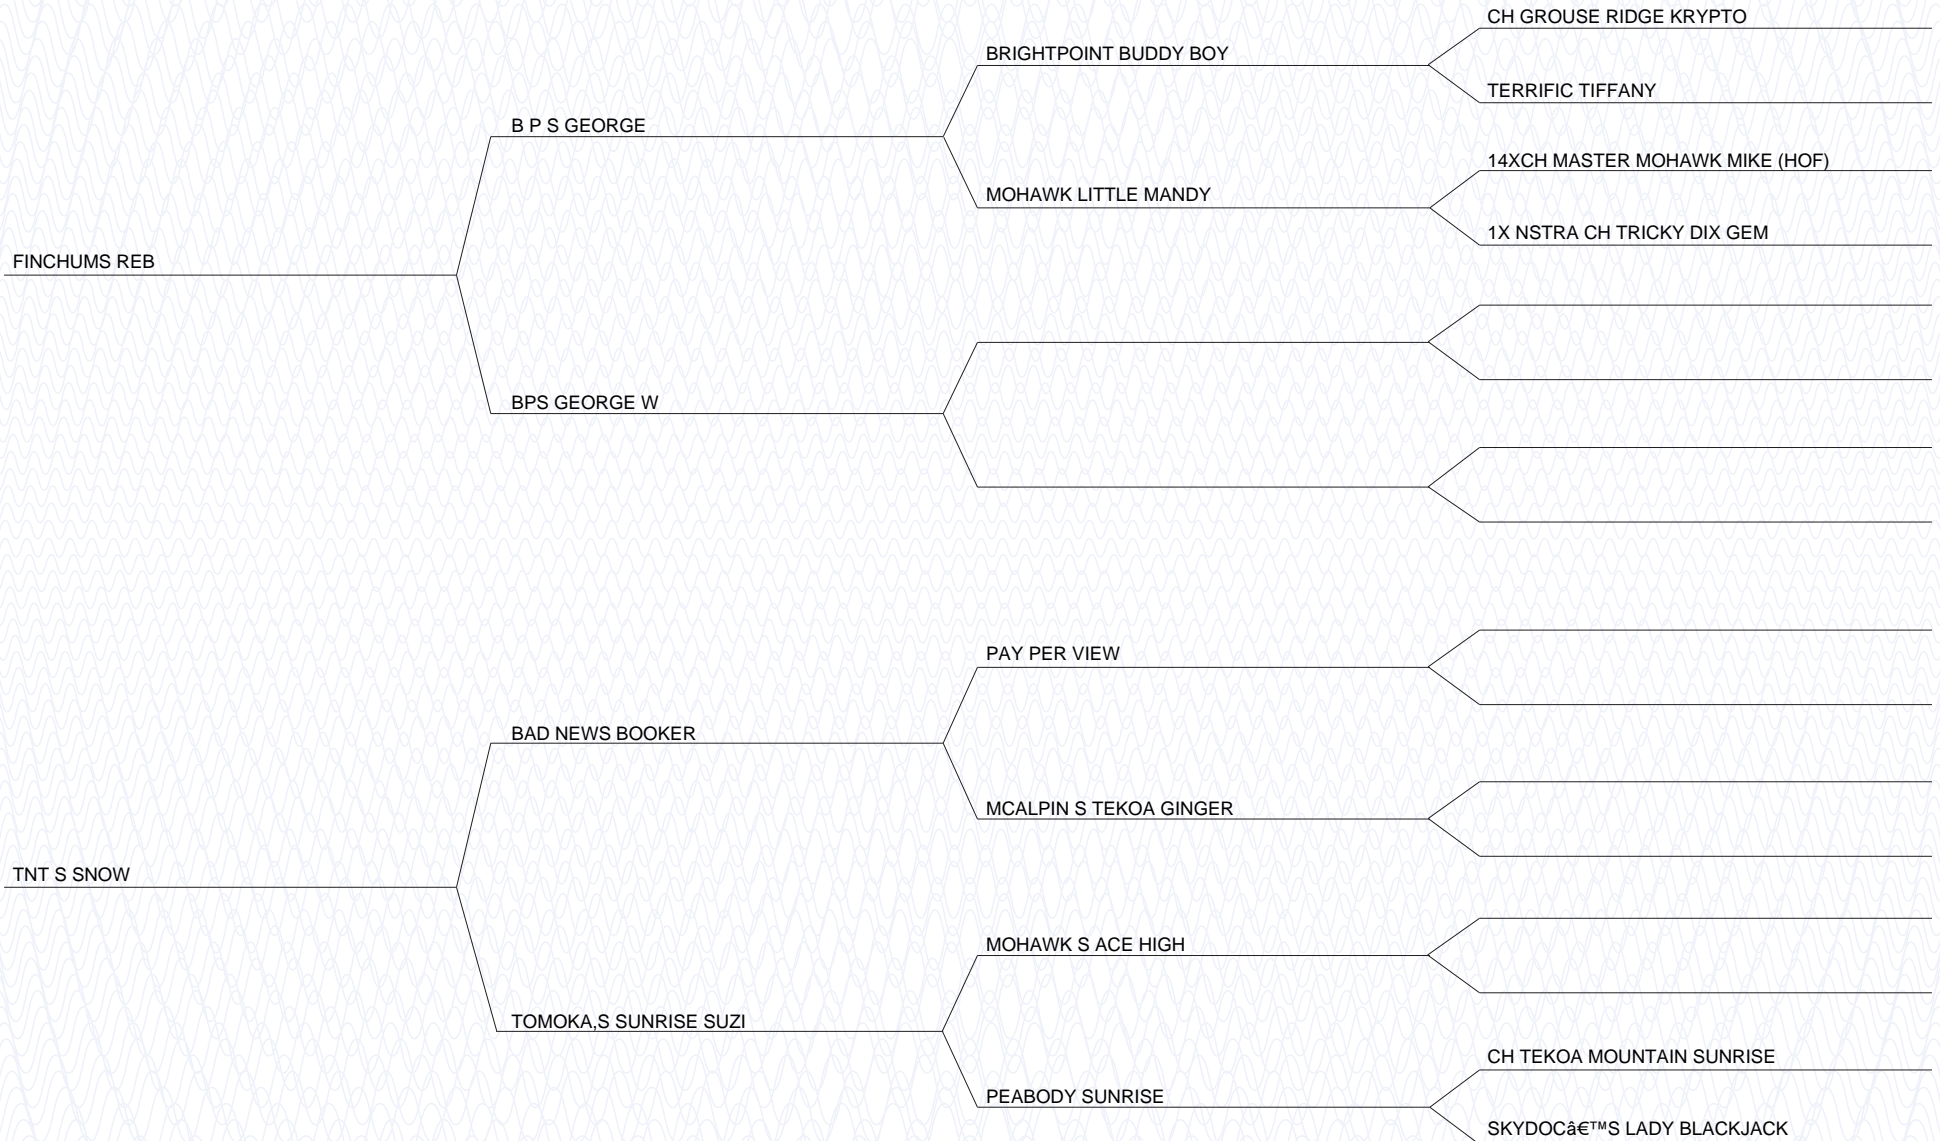 CH GROUSE RIDGE KRYPTO
BRIGHTPOINT BUDDY BOY
TERRIFIC TIFFANY
B P S GEORGE
14XCH MASTER MOHAWK MIKE (HOF)
MOHAWK LITTLE MANDY
1X NSTRA CH TRICKY DIX GEM
FINCHUMS REB
BPS GEORGE W
PAY PER VIEW
BAD NEWS BOOKER
MCALPIN S TEKOA GINGER
TNT S SNOW
MOHAWK S ACE HIGH
TOMOKA,S SUNRISE SUZI
CH TEKOA MOUNTAIN SUNRISE
PEABODY SUNRISE
SKYDOCâ€™S LADY BLACKJACK